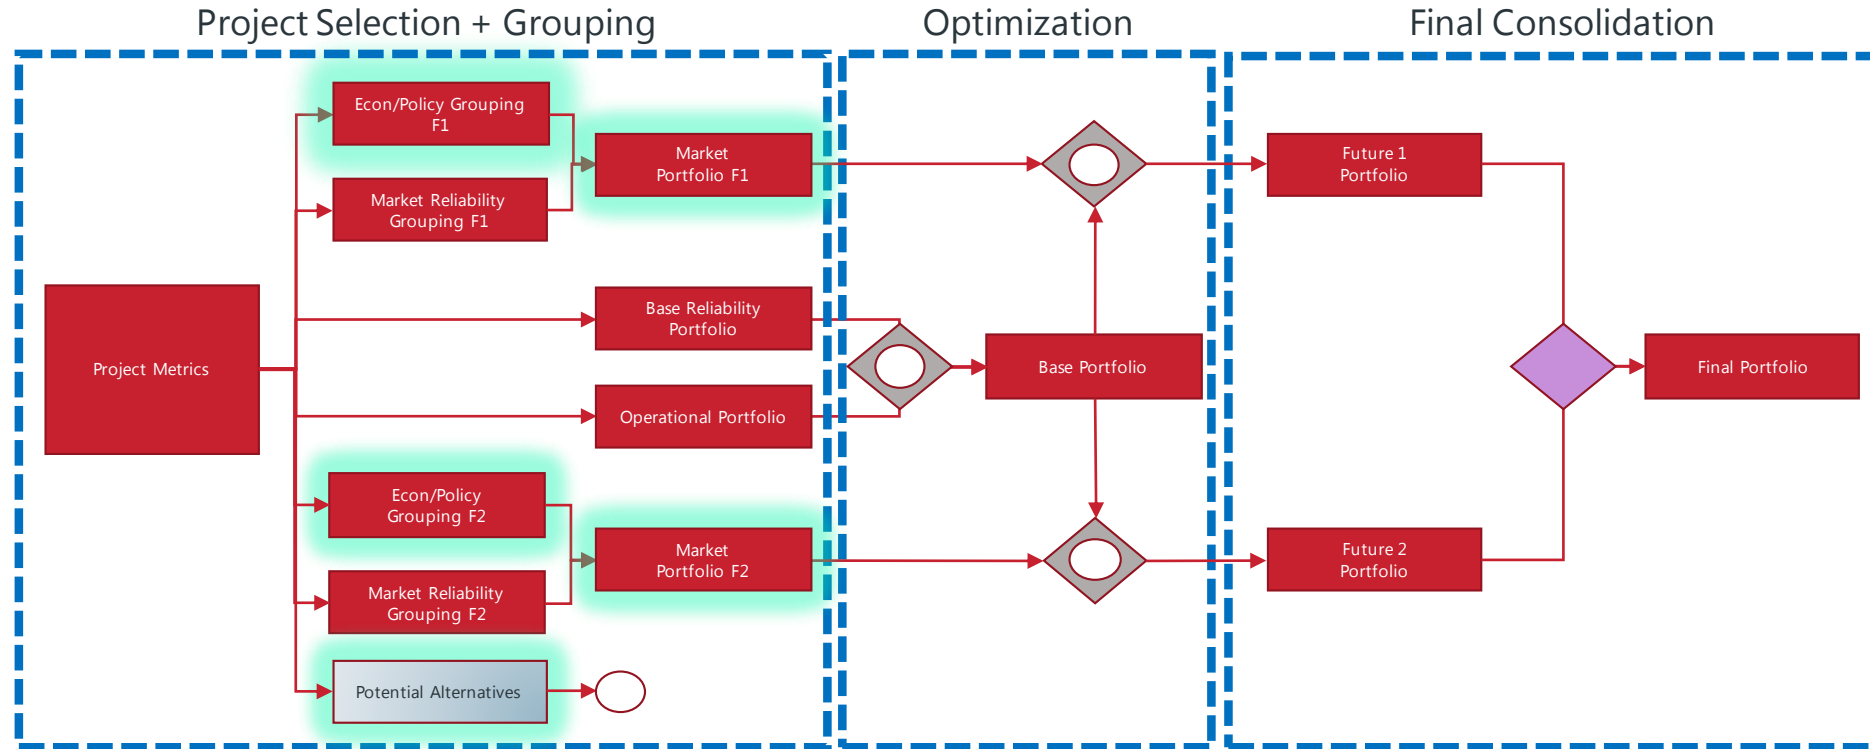 Project Selection + Grouping
Optimization
Final Consolidation
Econ/Policy Grouping
F1
Market
Portfolio F1
Future 1
Portfolio
Market Reliability
Grouping F1
Base Reliability
Portfolio
Project Metrics
Base Portfolio
Final Portfolio
Operational Portfolio
Econ/Policy
Grouping F2
Market
Portfolio F2
Future 2
Portfolio
Market Reliability
Grouping F2
Potential Alternatives